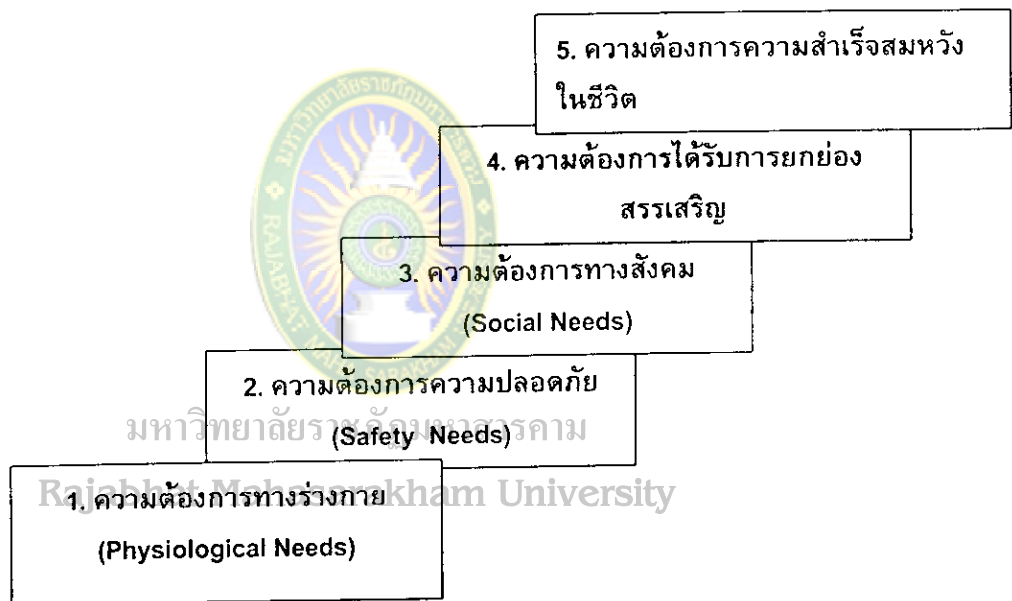 5. ความต้องการความสำเร็จสมหวัง
ในชีวิต
4. ความต้องการได้รับการยกย่อง
สรรเสริญ
3. ความต้องการทางสังคม
(Social Needs)
2. ความต้องการความปลอดภัย
(Safety Needs)
1. ความต้องการทางร่างกาย
(Physiological Needs)
มหาวิทยาลัยราชภัฏมหาสารคาม
Rajabhat Mahasarakham University